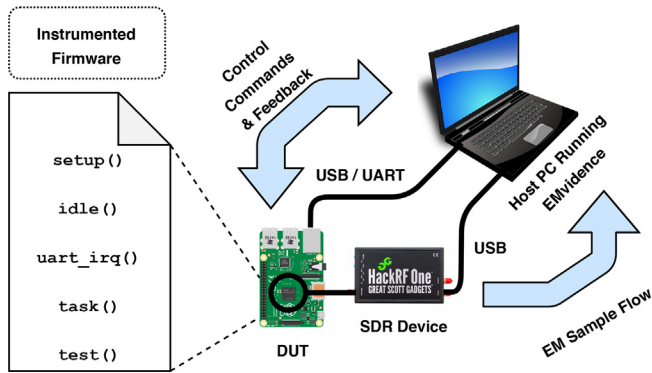 Instrumented
Firmware
setup()
idle()
uart_irq()
task()
test()
Control
Commands
& Feedback
USB / UART
Host PC Running
EMvidence
USB
HackRF One
GREAT SCOTT GADGETS
SDR Device
DUT
EM Sample Flow